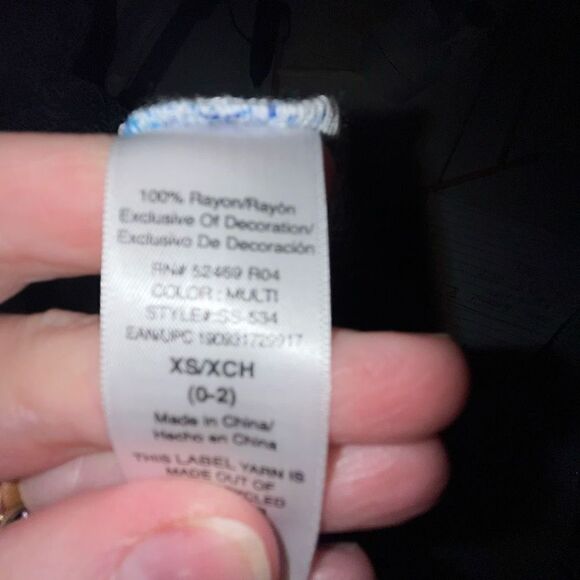 100% Rayon/Rayón
Exclusive Of Decoration/
Exclusivo De Decoración
RN# 52469 R04
COLOR : MULTI
STYLE# SS-534
EAN/UPC 190931729917
XS/XCH
(0-2)
Made in China/
Hecho en China
THIS LABEL YARN IS
MADE OUT OF